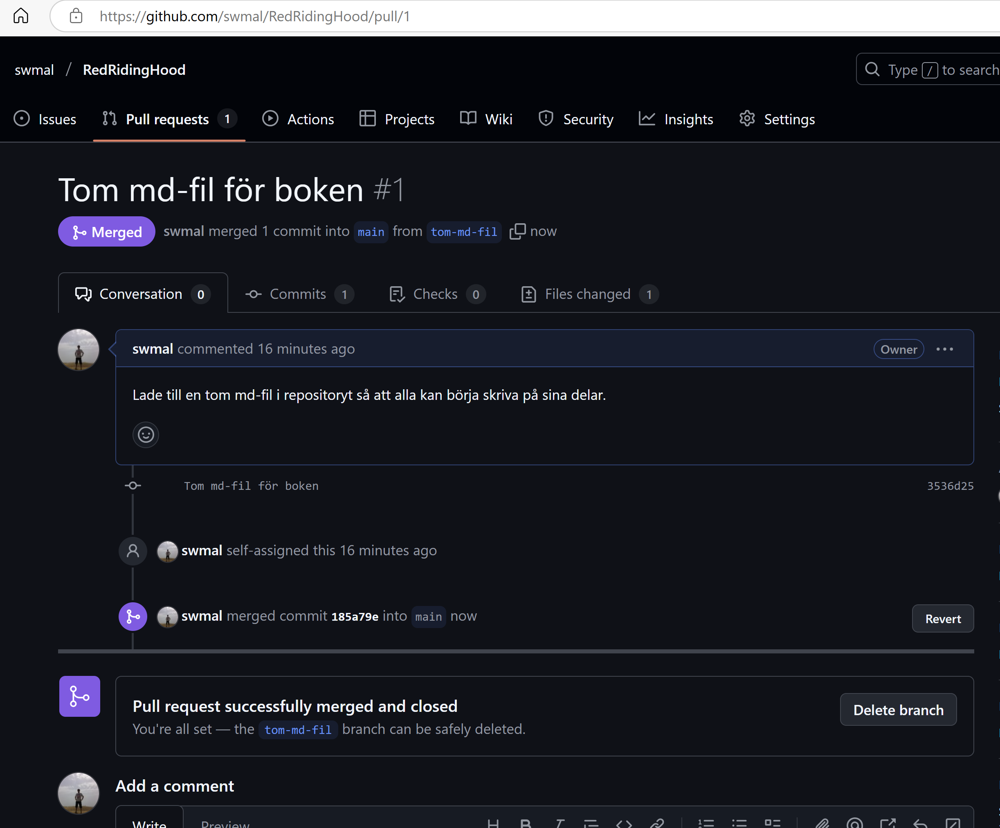 https://github.com/swmal/RedRidingHood/pull/1
swmal / RedRidingHood
Type / to search
Issues Pull requests 1 Actions Projects Wiki Security Insights Settings
Tom md-fil för boken #1
Merged swmal merged 1 commit into main from tom-md-fil now
Conversation 0 Commits 1 Checks 0 Files changed 1
swmal commented 16 minutes ago Owner
Lade till en tom md-fil i repositoryt så att alla kan börja skriva på sina delar.
Tom md-fil för boken 3536d25
swmal self-assigned this 16 minutes ago
swmal merged commit 185a79e into main now Revert
Pull request successfully merged and closed
You're all set — the tom-md-fil branch can be safely deleted.
Delete branch
Add a comment
Write Preview